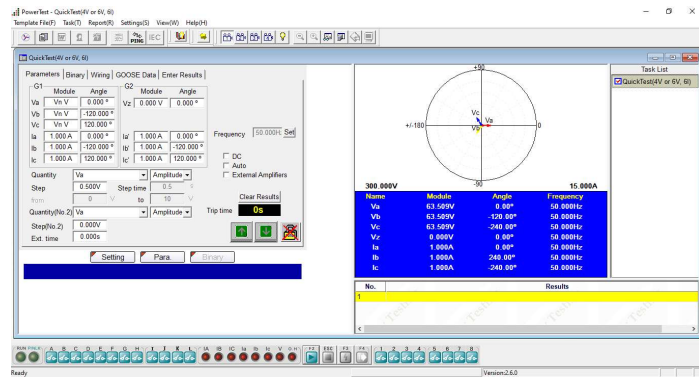 PowerTest - QuickTest(4V or 6V, 6I)
Template File(F) Task(T) Report(R) Settings(S) View(W) Help(H)
PING IEC
QuickTest(4V or 6V, 6I)
Parameters Binary Wiring GOOSE Data Enter Results
G1 Module Angle G2 Module Angle
Va Vn V 0.000 º Vz 0.000 V 0.000 º
Vb Vn V -120.000 º
Vc Vn V 120.000 º
Ia 1.000 A 0.000 º Ia' 1.000 A 0.000 º
Ib 1.000 A -120.000 º Ib' 1.000 A -120.000 º
Ic 1.000 A 120.000 º Ic' 1.000 A 120.000 º
Frequency 50.000H: Set
DC
Auto
External Amplifiers
Quantity Va Amplitude
Step 0.500V Step time 0.5 s
from 0 V to 10 V
Clear Results
Quantity(No.2) Va Amplitude Trip time 0s
Step(No.2) 0.000V
Ext. time 0.000s
Setting Para. Binary
+90
Vc
Va
+/-180 Vb 0
300.000V -90 15.000A
Name Module Angle Frequency
Va 63.509V 0.00º 50.000Hz
Vb 63.509V -120.00º 50.000Hz
Vc 63.509V -240.00º 50.000Hz
Vz 0.000V 0.00º 50.000Hz
Ia 1.000A 0.00º 50.000Hz
Ib 1.000A 240.00º 50.000Hz
Ic 1.000A -240.00º 50.000Hz
No. Results
1
Task List
QuickTest(4V or 6V, 6I)
A B C D E F G H I J K L IA IB IC Ia Ib Ic V O H F2 ESC F3 F4 1 2 3 4 5 6 7 8
Ready Version:2.6.0